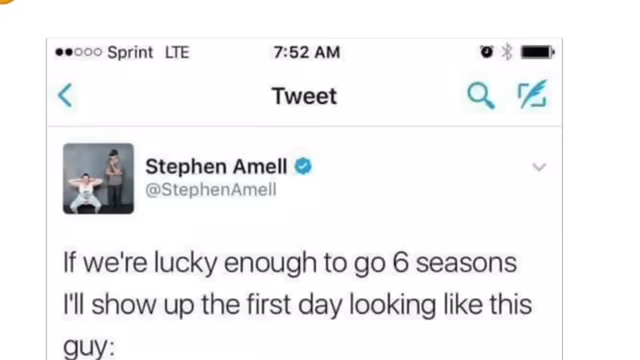 Sprint LTE 7:52 AM
Tweet
Stephen Amell
@StephenAmell
If we're lucky enough to go 6 seasons
I'll show up the first day looking like this
guy: